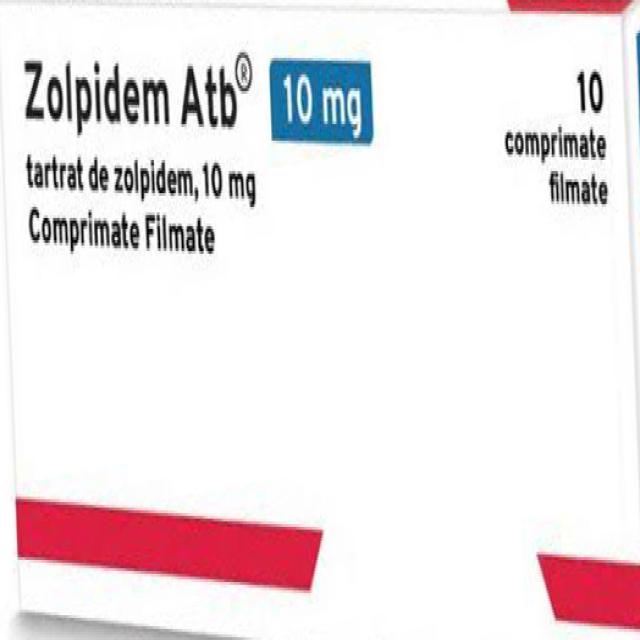 Zolpidem Atb® 10 mg
tartrat de zolpidem, 10 mg
Comprimate Filmate
10
comprimate
filmate